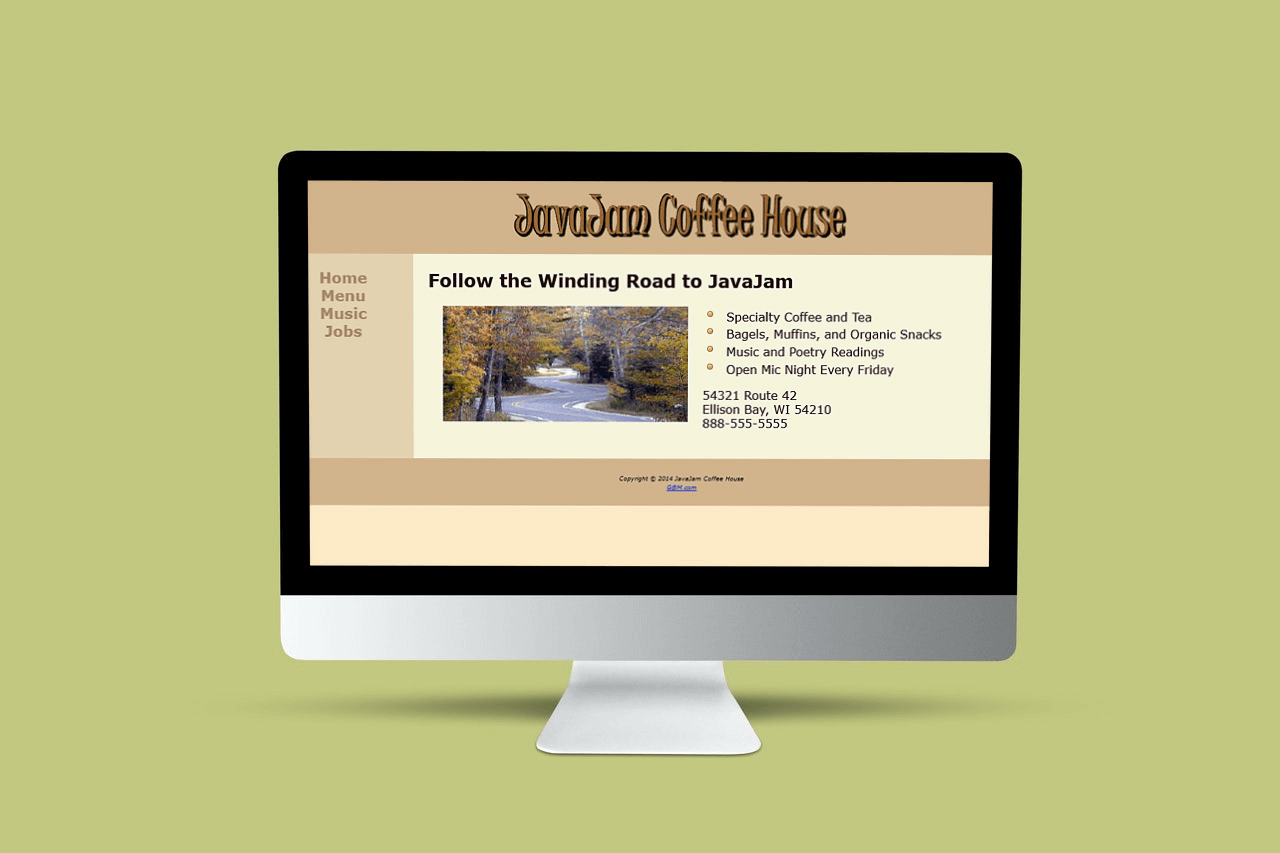 JavaJam Coffee House
Home
Menu
Music
Jobs
Follow the Winding Road to JavaJam
Specialty Coffee and Tea
Bagels, Muffins, and Organic Snacks
Music and Poetry Readings
Open Mic Night Every Friday
54321 Route 42
Ellison Bay, WI 54210
888-555-5555
Copyright © 2014 JavaJam Coffee House